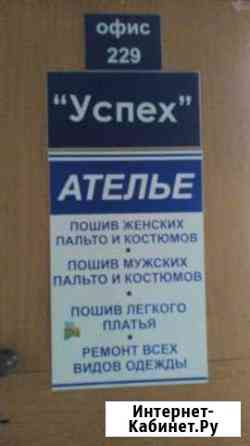 офис
229
"Успех"
АТЕЛЬЕ
ПОШИВ ЖЕНСКИХ
ПАЛЬТО И КОСТЮМОВ
•
ПОШИВ МУЖСКИХ
ПАЛЬТО И КОСТЮМОВ
•
ПОШИВ ЛЕГКОГО
ПЛАТЬЯ
•
РЕМОНТ ВСЕХ
ВИДОВ ОДЕЖДЫ
Интернет-
Кабинет.Ру